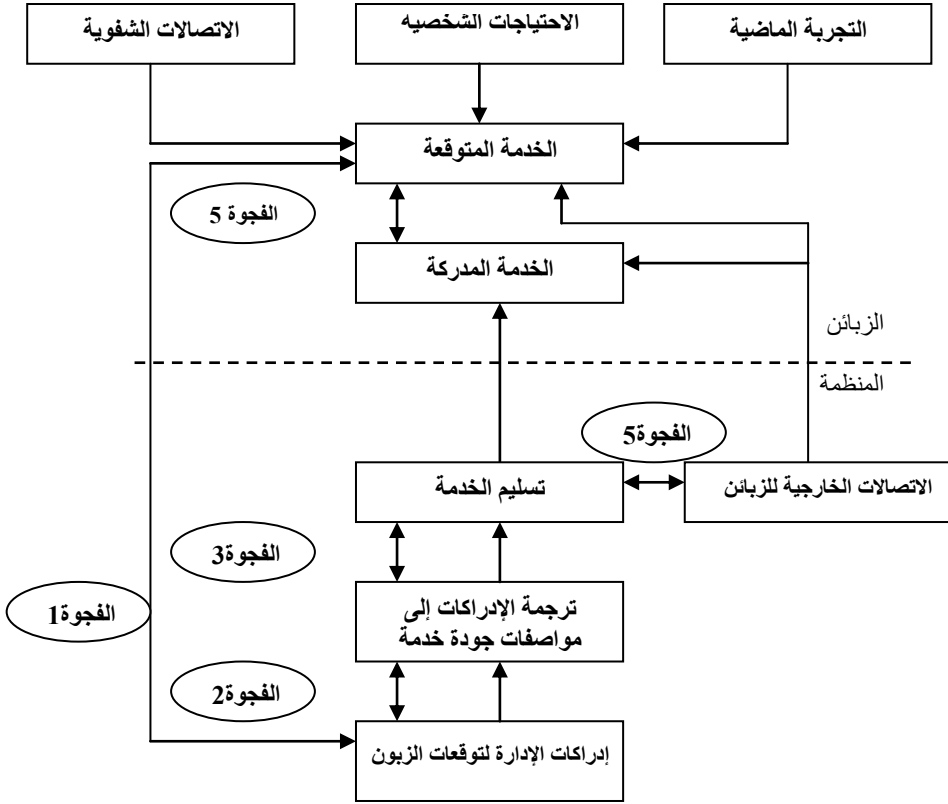 التجربة الماضية
الاحتياجات الشخصيه
الاتصالات الشفوية
الخدمة المتوقعة
الفجوة 5
الخدمة المدركة
الزبائن
المنظمة
الفجوة5
الاتصالات الخارجية للزبائن
تسليم الخدمة
الفجوة3
ترجمة الإدراكات إلى
مواصفات جودة خدمة
الفجوة1
الفجوة2
إدراكات الإدارة لتوقعات الزبون